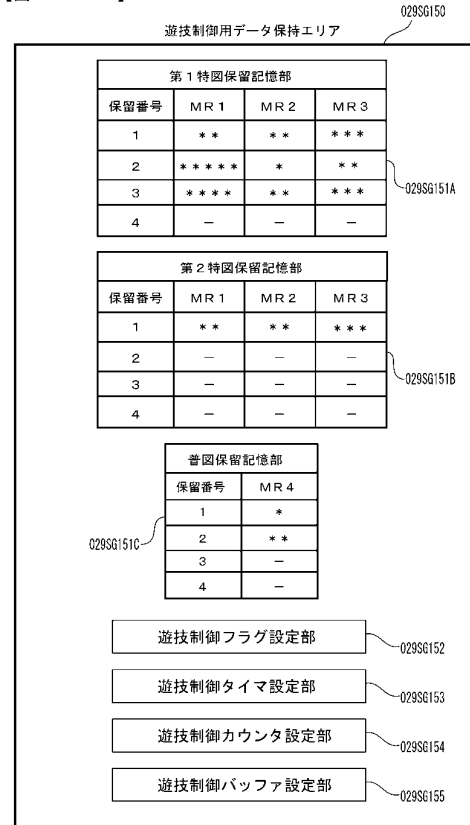 029SG150
遊技制御用データ保持エリア
第1特図保留記憶部
保留番号 MR1 MR2 MR3
1 ** ** ***
2 ***** * **
029SG151A
3 **** ** ***
4 − − −
第2特図保留記憶部
保留番号 MR1 MR2 MR3
1 ** ** ***
2 − − −
029SG151B
3 − − −
4 − − −
普図保留記憶部
保留番号 MR4
1 *
2 **
029SG151C
3 −
4 −
遊技制御フラグ設定部
029SG152
遊技制御タイマ設定部
029SG153
遊技制御カウンタ設定部
029SG154
遊技制御バッファ設定部
029SG155